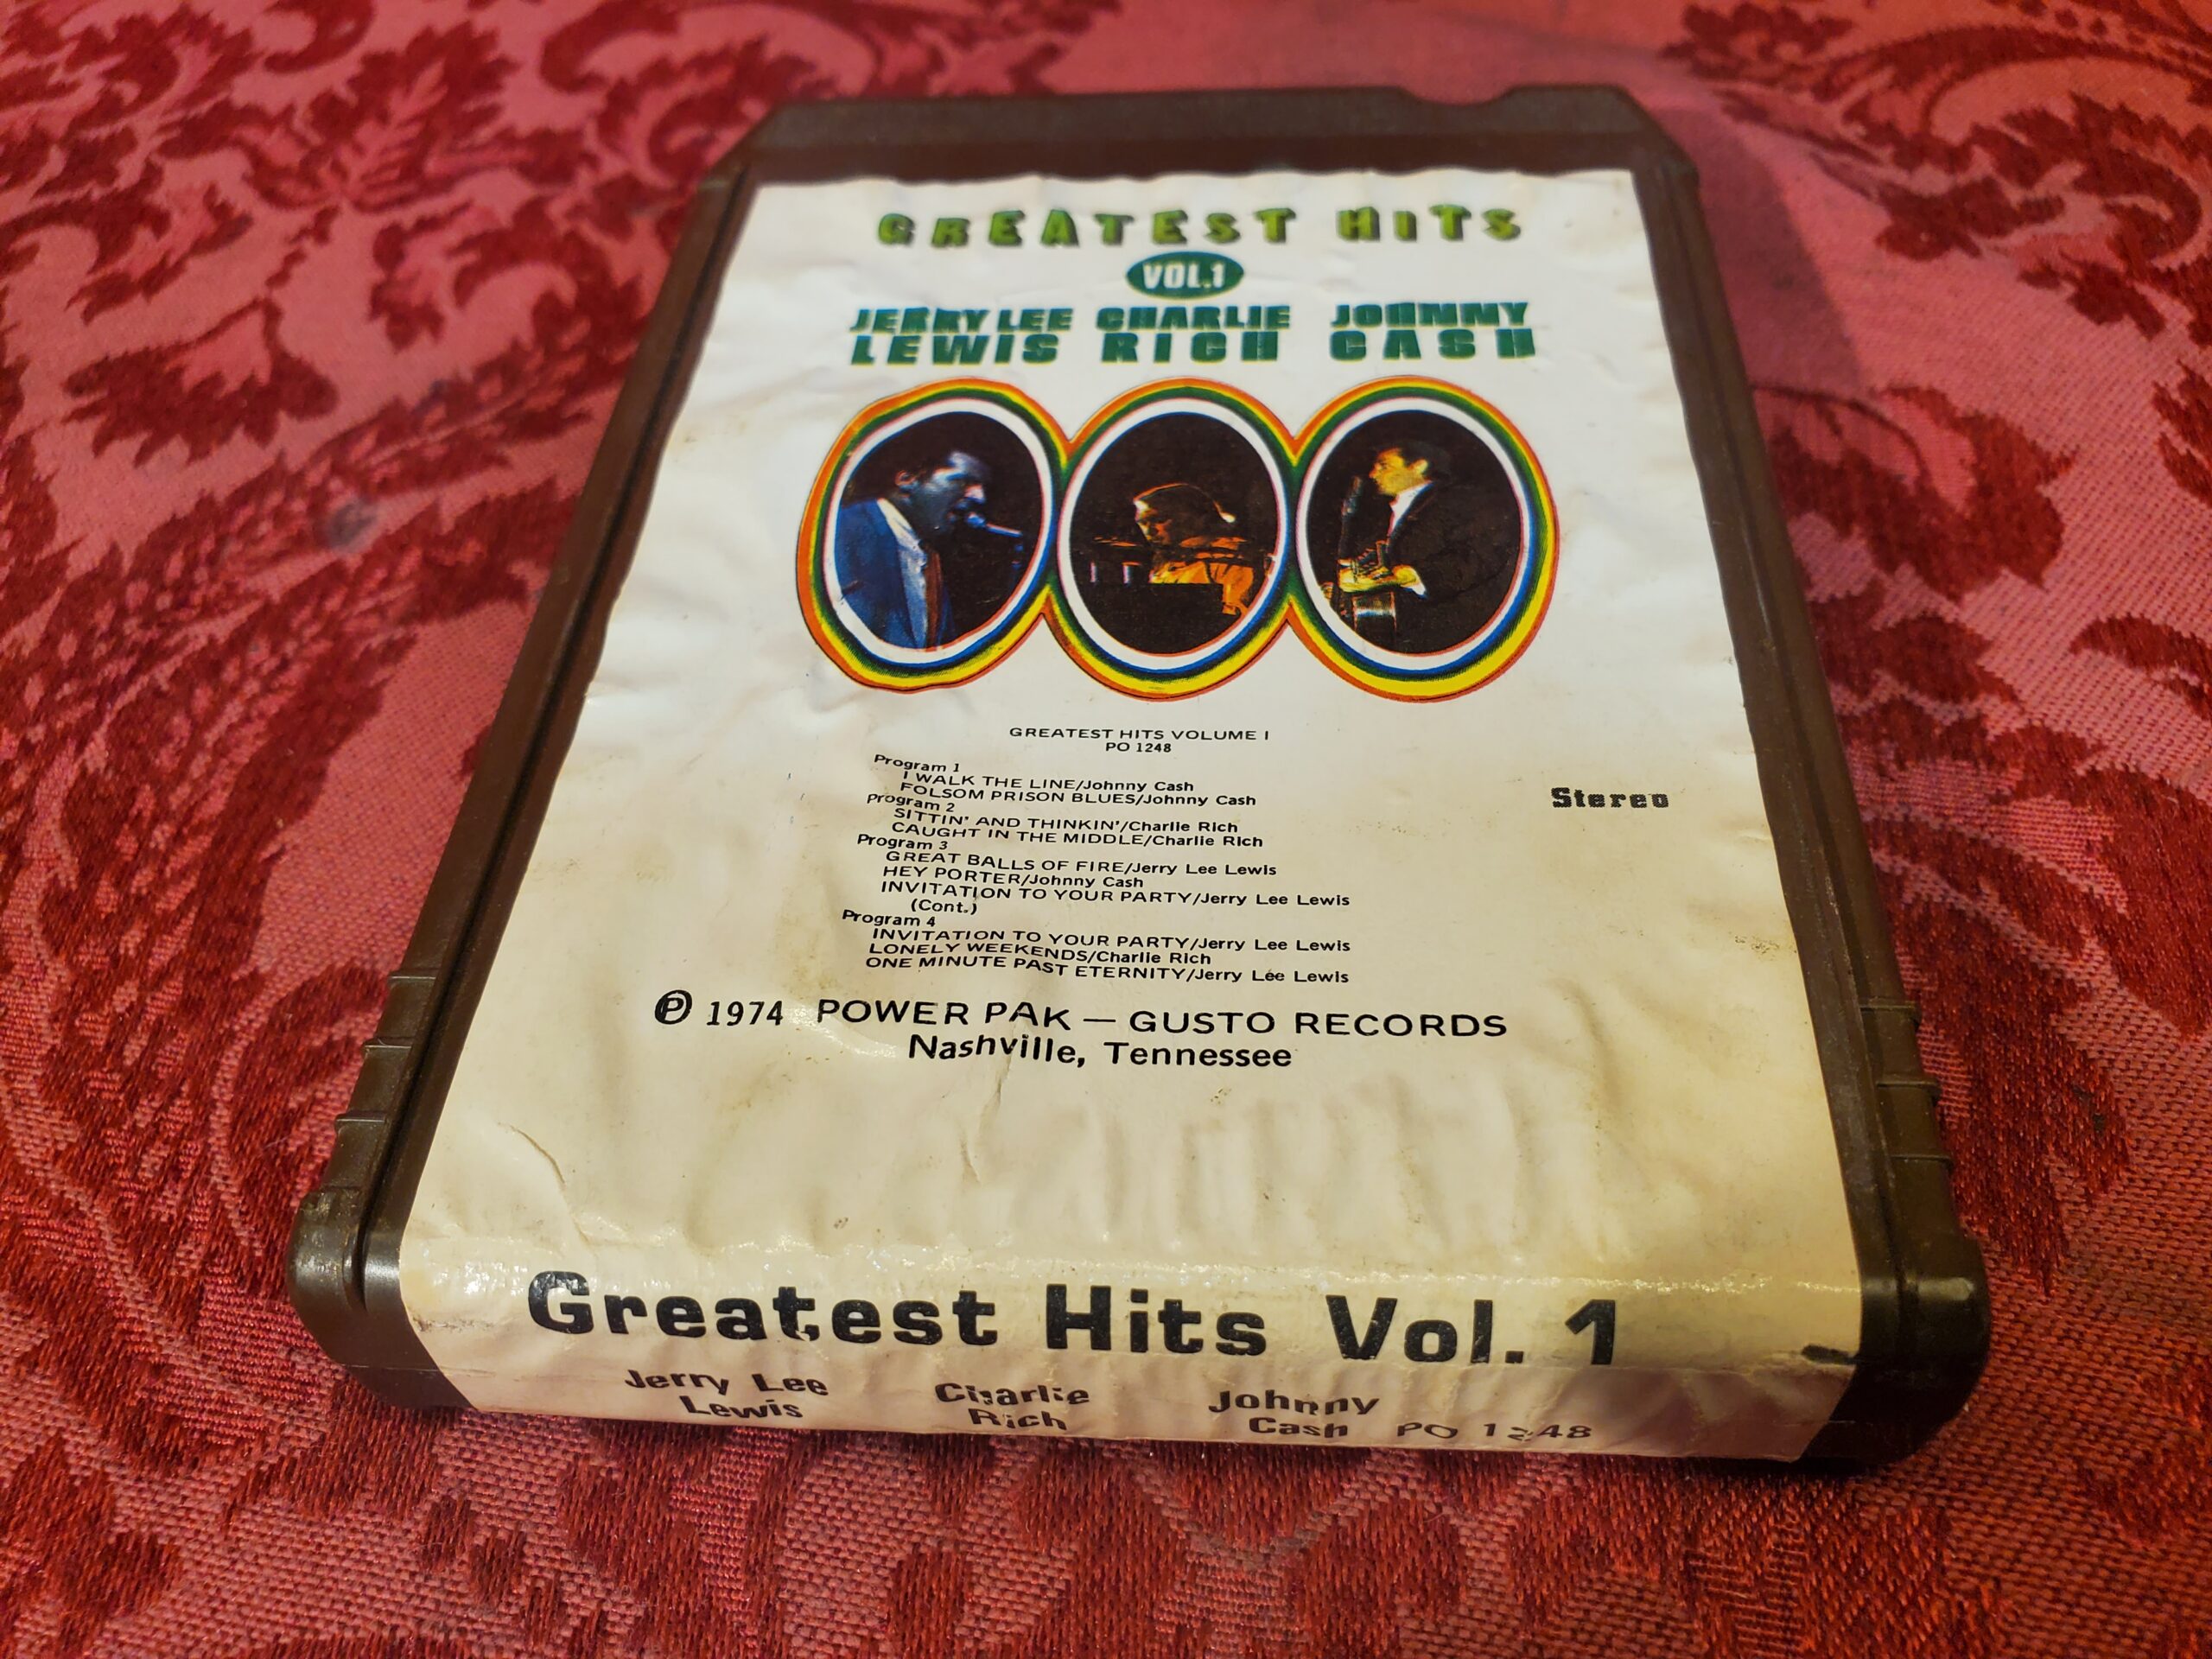 GREATEST HITS
VOL.1
JERRY LEE CHARLIE JOHNNY
LEWIS RICH CASH
GREATEST HITS VOLUME I
PO 1248
Program 1
I WALK THE LINE/Johnny Cash
FOLSOM PRISON BLUES/Johnny Cash
Program 2
SITTIN' AND THINKIN'/Charlie Rich
CAUGHT IN THE MIDDLE/Charlie Rich
Program 3
GREAT BALLS OF FIRE/Jerry Lee Lewis
HEY PORTER/Johnny Cash
INVITATION TO YOUR PARTY/Jerry Lee Lewis
(Cont.)
Program 4
INVITATION TO YOUR PARTY/Jerry Lee Lewis
LONELY WEEKENDS/Charlie Rich
ONE MINUTE PAST ETERNITY/Jerry Lee Lewis
Stereo
℗ 1974 POWER PAK — GUSTO RECORDS
Nashville, Tennessee
Greatest Hits Vol. 1
Jerry Lee Charlie Johnny
Lewis Rich Cash PO 1248